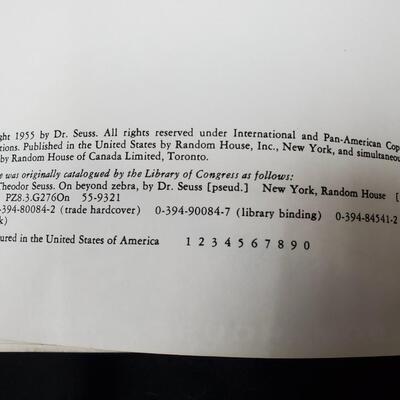 ght 1955 by Dr. Seuss. All rights reserved under International and Pan-American Cop
tions. Published in the United States by Random House, Inc., New York, and simultaneou
by Random House of Canada Limited, Toronto.
e was originally catalogued by the Library of Congress as follows:
Theodor Seuss. On beyond zebra, by Dr. Seuss [pseud.] New York, Random House [
PZ8.3.G276On 55-9321
-394-80084-2 (trade hardcover) 0-394-90084-7 (library binding) 0-394-84541-2
k)
ured in the United States of America 1 2 3 4 5 6 7 8 9 0